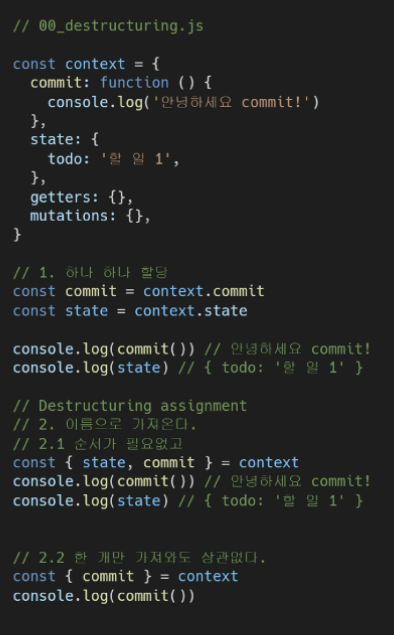 // 00_destructuring.js
const context = {
commit: function () {
console.log('안녕하세요 commit!')
},
state: {
todo: '할 일 1',
},
getters: {},
mutations: {},
}
// 1. 하나 하나 할당
const commit = context.commit
const state = context.state
console.log(commit()) // 안녕하세요 commit!
console.log(state) // { todo: '할 일 1' }
// Destructuring assignment
// 2. 이름으로 가져온다.
// 2.1 순서가 필요없고
const { state, commit } = context
console.log(commit()) // 안녕하세요 commit!
console.log(state) // { todo: '할 일 1' }
// 2.2 한 개만 가져와도 상관없다.
const { commit } = context
console.log(commit())